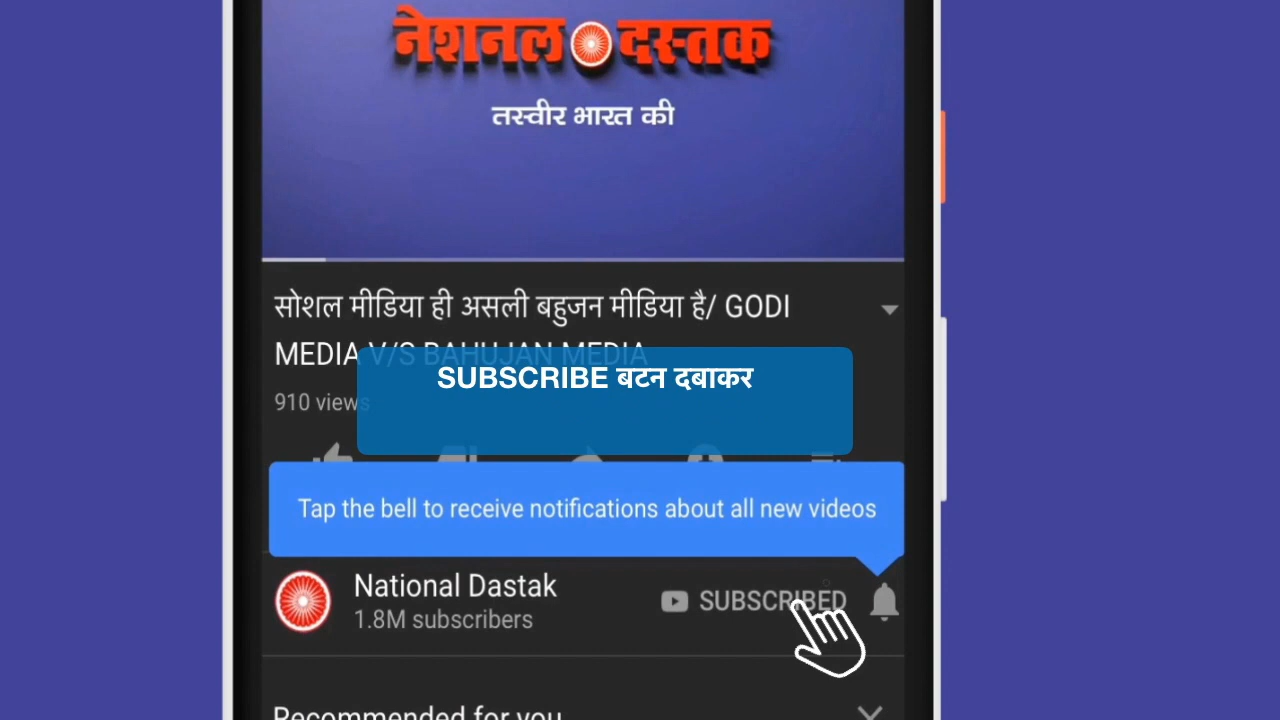 नेशनल दस्तक
तस्वीर भारत की
सोशल मीडिया ही असली बहुजन मीडिया है/ GODI
MEDIA V/S BAHUJAN MEDIA
SUBSCRIBE बटन दबाकर
910 views
Tap the bell to receive notifications about all new videos
National Dastak
SUBSCRIBED
1.8M subscribers
Recommended for you